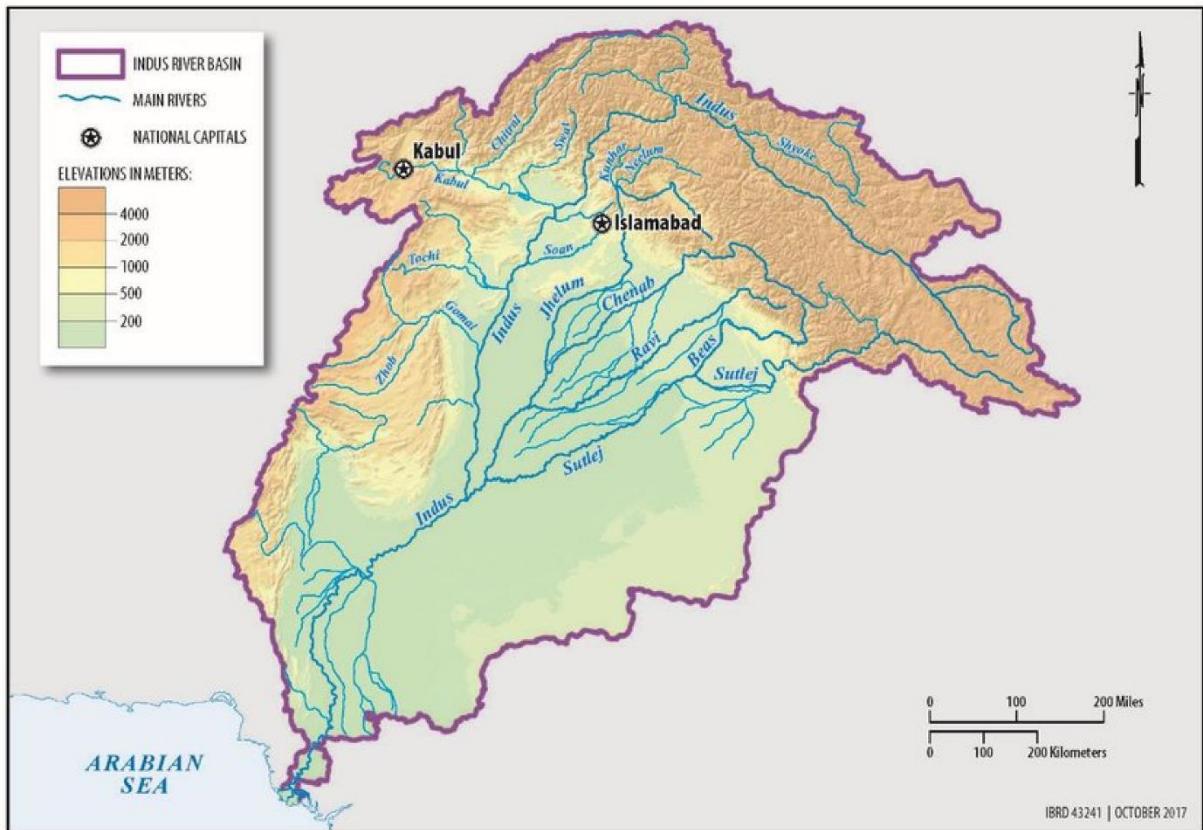 INDUS RIVER BASIN
MAIN RIVERS
NATIONAL CAPITALS
ELEVATIONS IN METERS:
4000
2000
1000
500
200
Kabul
Kabul
Chitral
Swat
Kunhar
Neelum
Indus
Shyoke
Islamabad
Soan
Tochi
Gomal
Zhob
Indus
Jhelum
Chenab
Ravi
Beas
Sutlej
Sutlej
Indus
ARABIAN
SEA
0 100 200 Miles
0 100 200 Kilometers
IBRD 43241 | OCTOBER 2017